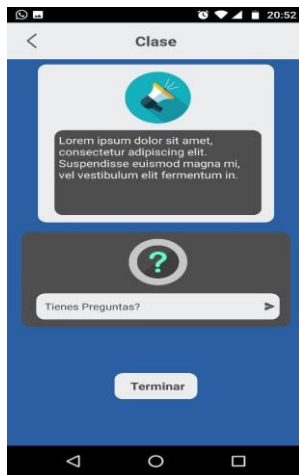 20:52
Clase
Lorem ipsum dolor sit amet,
consectetur adipiscing elit.
Suspendisse euismod magna mi,
vel vestibulum elit fermentum in.
?
Tienes Preguntas?
Terminar